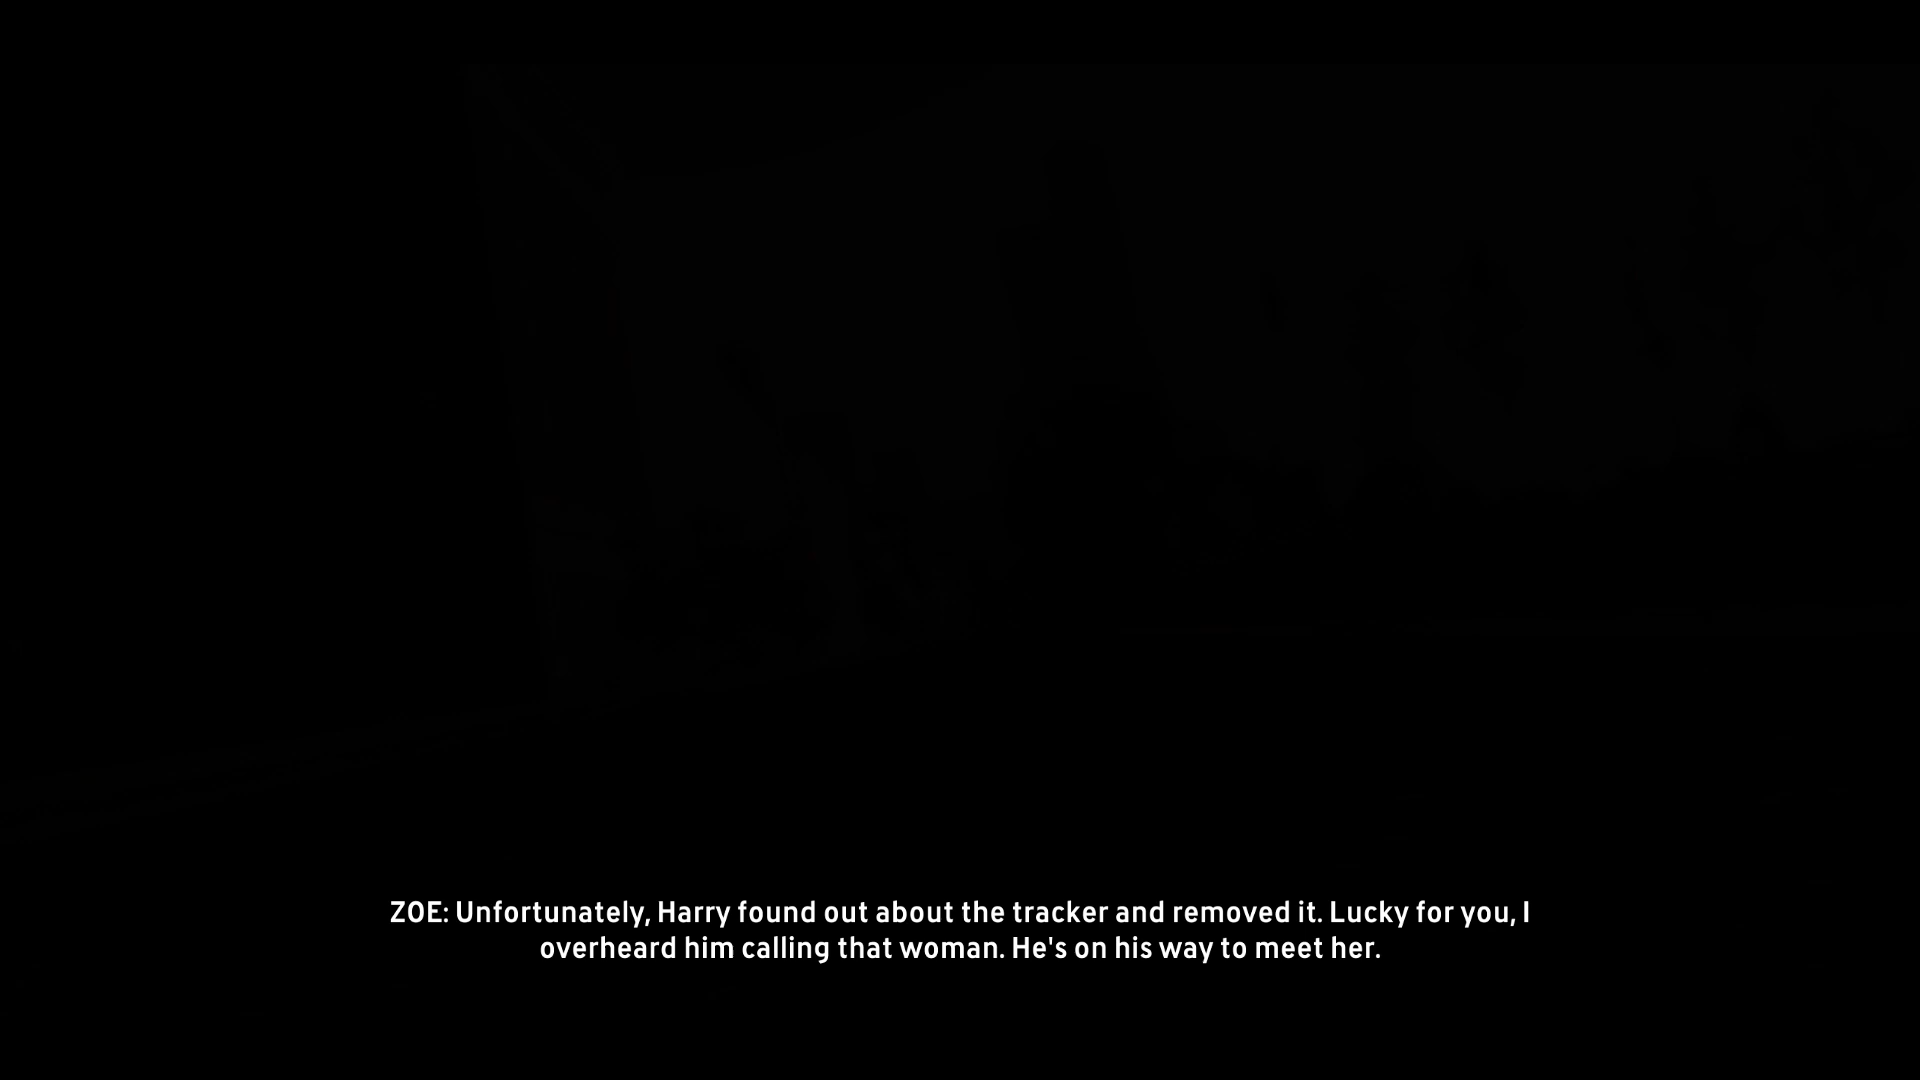 ZOE: Unfortunately, Harry found out about the tracker and removed it. Lucky for you, I
overheard him calling that woman. He's on his way to meet her.